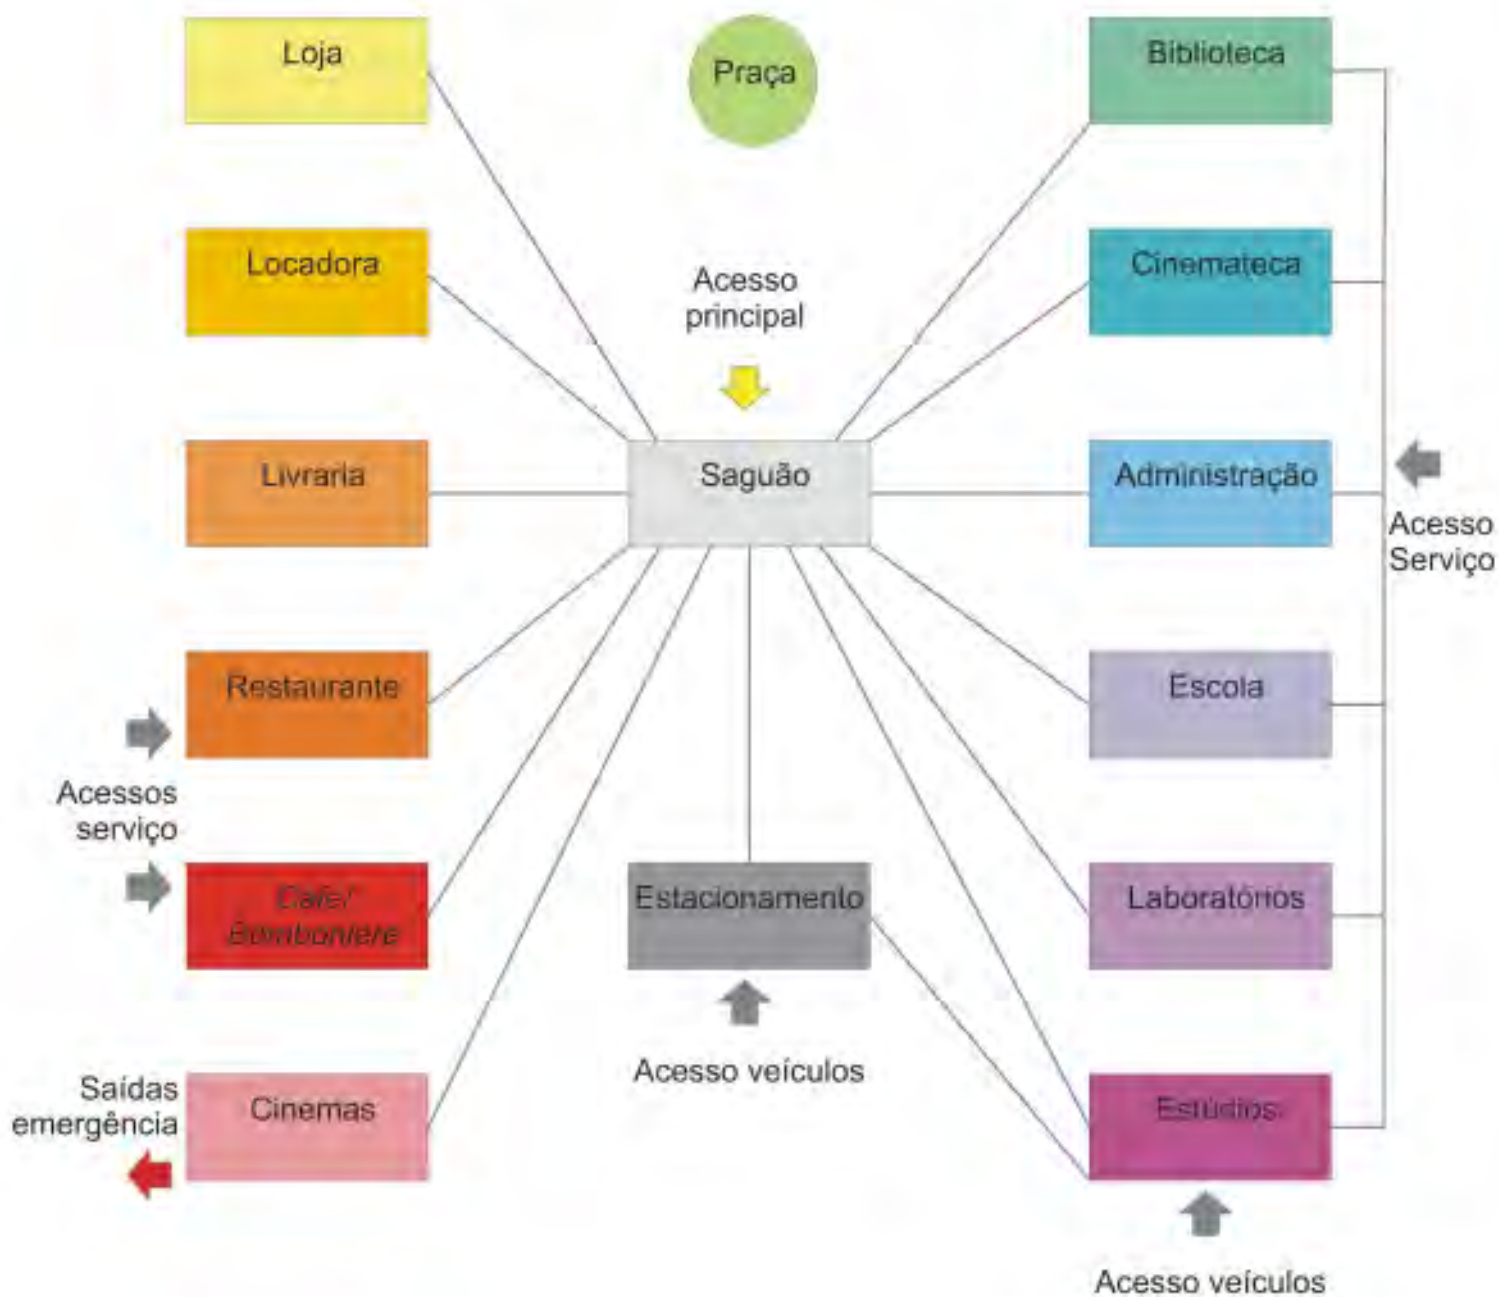 Loja
Praça
Biblioteca
Locadora
Acesso
principal
Cinemateca
Livraria
Saguão
Administração
Acesso
Serviço
Restaurante
Escola
Acessos
serviço
Café/
Bomboniere
Estacionamento
Laboratórios
Acesso veículos
Saídas
emergência
Cinemas
Estúdios
Acesso veículos